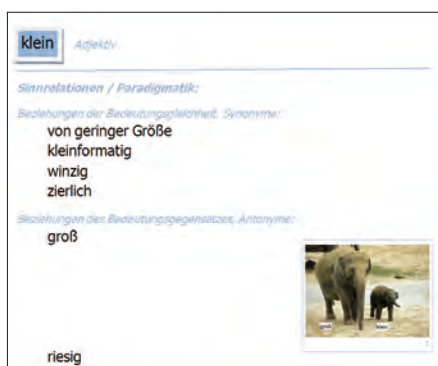 klein Adjektiv
Sinnrelationen / Paradigmatik:
Beziehungen der Bedeutungsgleichheit, Synonyme:
von geringer Größe
kleinformatig
winzig
zierlich
Beziehungen des Bedeutungsgegensatzes, Antonyme:
groß
riesig